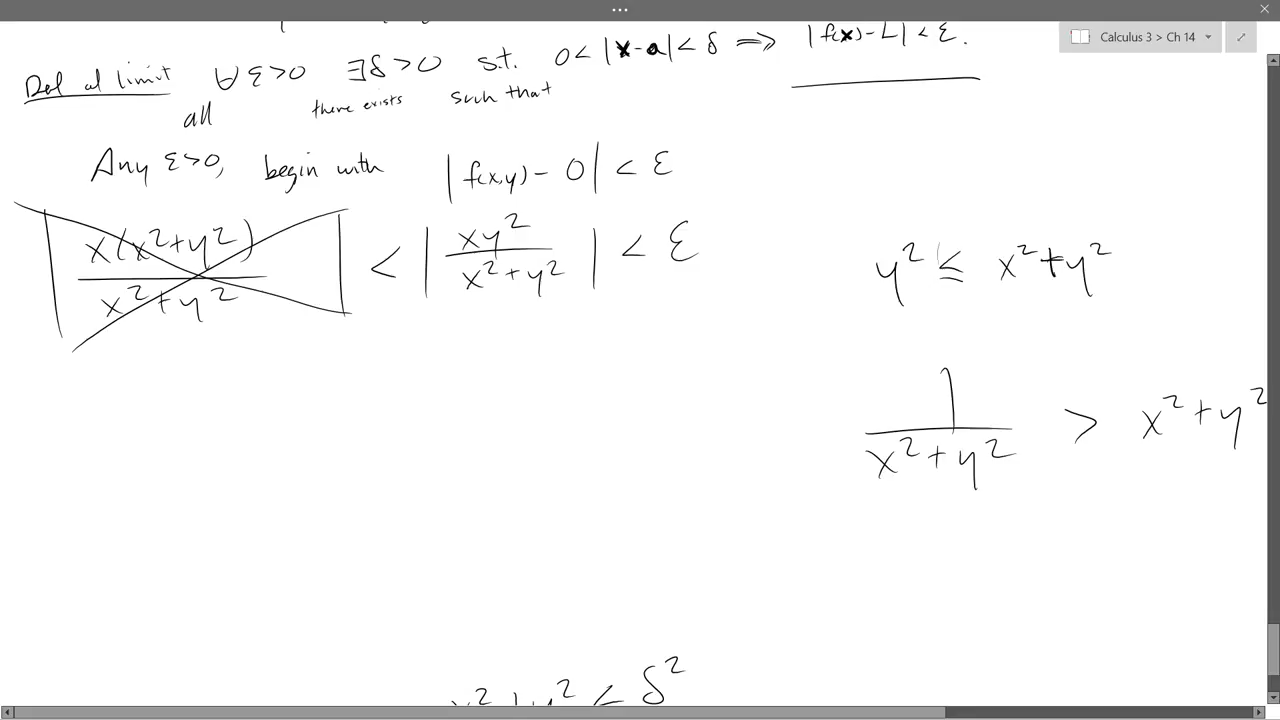 Calculus 3 > Ch 14
|f(x)-L| < ε.
Def of limit ∀ ε>0 ∃δ>0 s.t. 0<|x-a|<δ ⟹
all there exists such that
Any ε>0, begin with |f(x,y) - 0| < ε
|x(x²+y²)/(x²+y²)| < |xy²/(x²+y²)| < ε
y² ≤ x²+y²
1/(x²+y²) > x²+y²
x²+y² < δ²